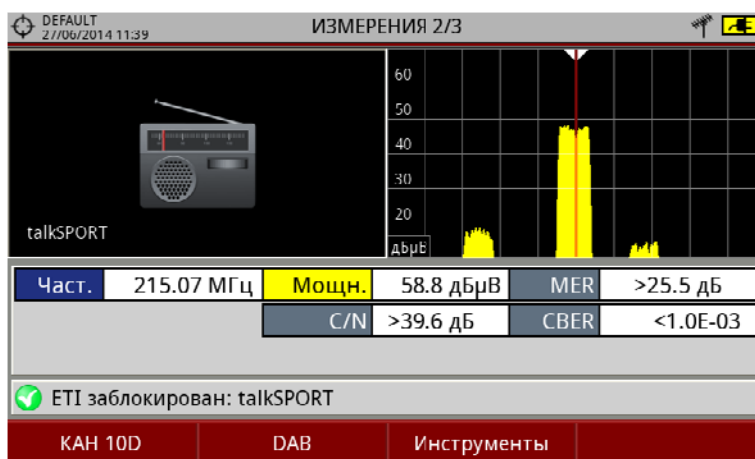 DEFAULT
27/06/2014 11:39
ИЗМЕРЕНИЯ 2/3
60
50
40
30
20
дБµВ
talkSPORT
Част. 215.07 МГц Мощн. 58.8 дБµВ MER >25.5 дБ
C/N >39.6 дБ CBER <1.0E-03
ETI заблокирован: talkSPORT
КАН 10D DAB Инструменты